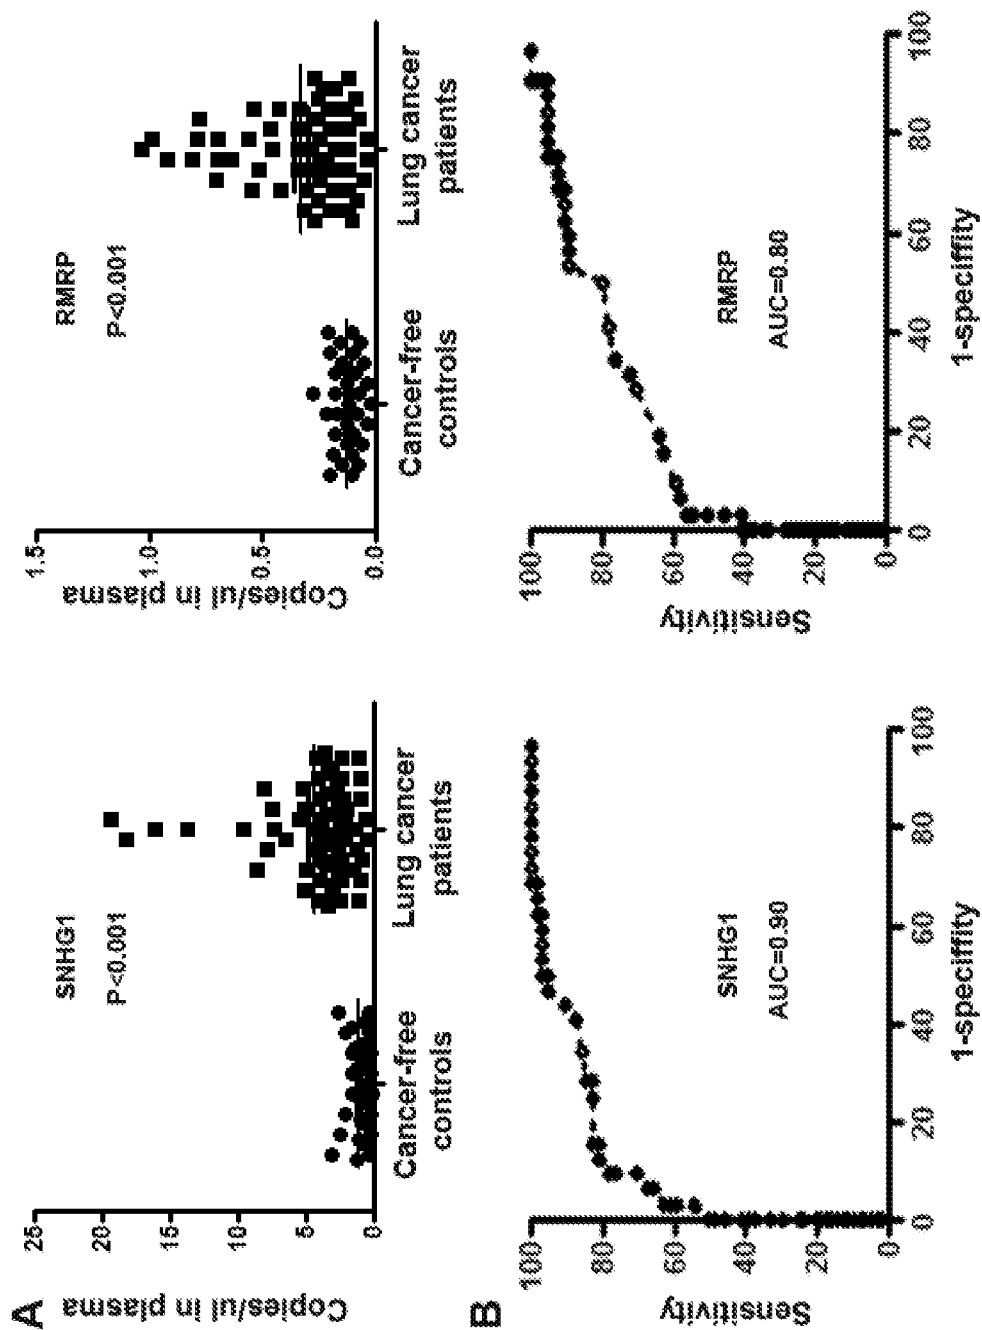 A
SNHG1
P<0.001
Copies/ul in plasma
25
20
15
10
5
0
Cancer-free
controls
Lung cancer
patients
RMRP
P<0.001
Copies/ul in plasma
1.5
1.0
0.5
0.0
Cancer-free
controls
Lung cancer
patients
B
Sensitivity
100
80
60
40
20
0
SNHG1
AUC=0.90
0
20
40
60
80
100
1-speciffity
Sensitivity
100
80
60
40
20
0
RMRP
AUC=0.80
0
20
40
60
80
100
1-speciffity